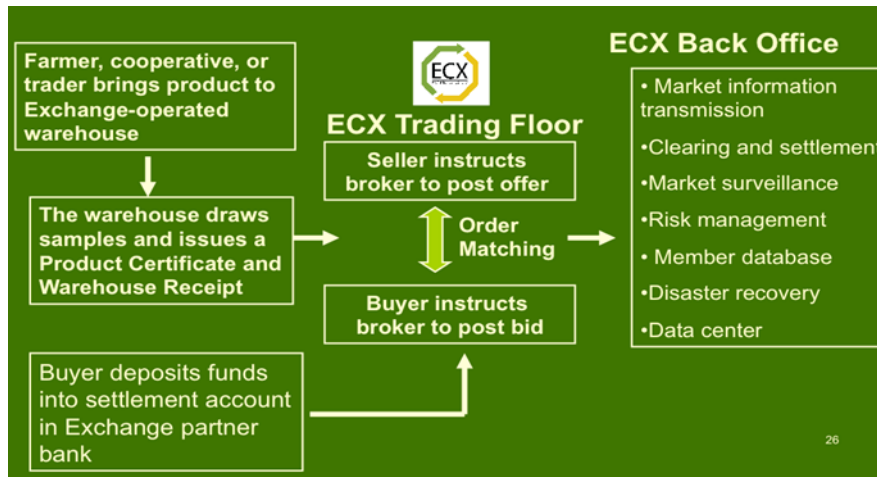 Farmer, cooperative, or
trader brings product to
Exchange-operated
warehouse
The warehouse draws
samples and issues a
Product Certificate and
Warehouse Receipt
Buyer deposits funds
into settlement account
in Exchange partner
bank
ECX
ECX Trading Floor
Seller instructs
broker to post offer
Order
Matching
Buyer instructs
broker to post bid
ECX Back Office
• Market information
transmission
•Clearing and settlement
•Market surveillance
•Risk management
• Member database
•Disaster recovery
•Data center
26